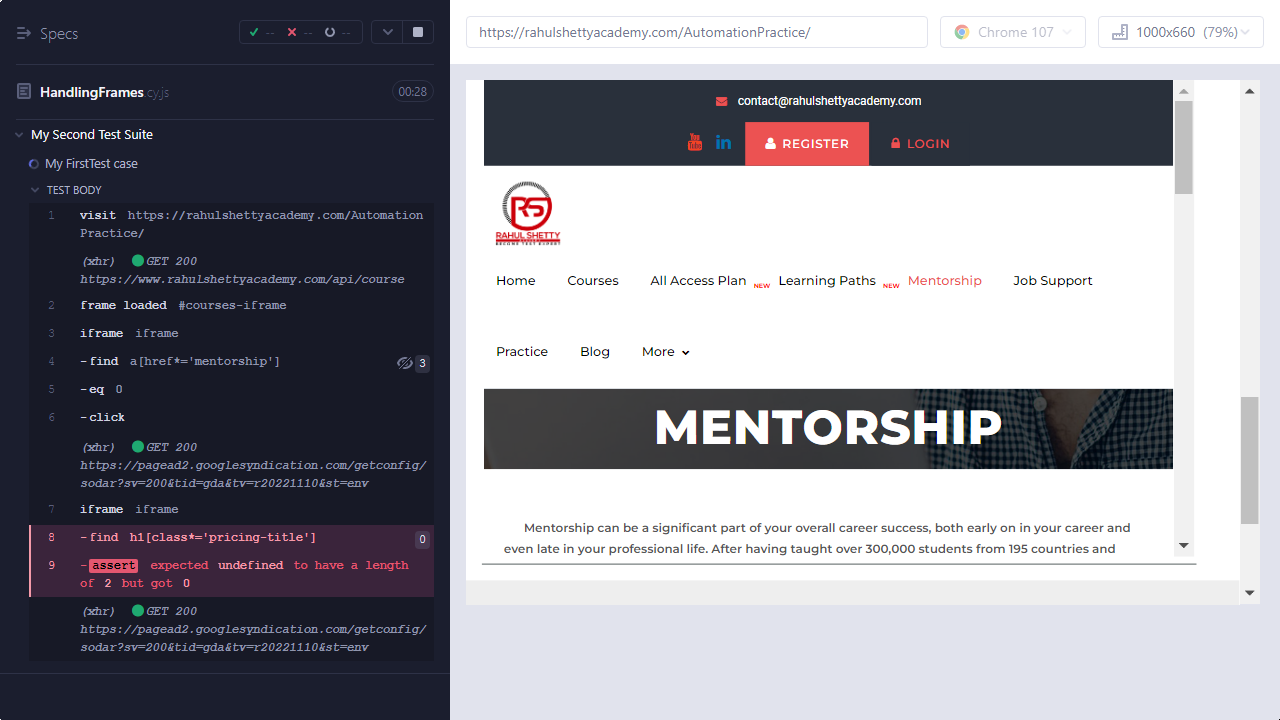 Specs
-- -- --
HandlingFrames cy.js
00:28
My Second Test Suite
My FirstTest case
TEST BODY
1 visit https://rahulshettyacademy.com/Automation
Practice/
(xhr) GET 200
https://www.rahulshettyacademy.com/api/course
2 frame loaded #courses-iframe
3 iframe iframe
4 -find a[href*='mentorship'] 3
5 -eq 0
6 -click
(xhr) GET 200
https://pagead2.googlesyndication.com/getconfig/
sodar?sv=200&tid=gda&tv=r20221110&st=env
7 iframe iframe
8 -find h1[class*='pricing-title'] 0
9 -assert expected undefined to have a length
of 2 but got 0
(xhr) GET 200
https://pagead2.googlesyndication.com/getconfig/
sodar?sv=200&tid=gda&tv=r20221110&st=env
https://rahulshettyacademy.com/AutomationPractice/
Chrome 107
1000x660 (79%)
contact@rahulshettyacademy.com
You Tube in REGISTER LOGIN
RS
RAHUL SHETTY
ACADEMY
Home Courses All Access Plan NEW Learning Paths NEW Mentorship Job Support
Practice Blog More
MENTORSHIP
Mentorship can be a significant part of your overall career success, both early on in your career and
even late in your professional life. After having taught over 300,000 students from 195 countries and